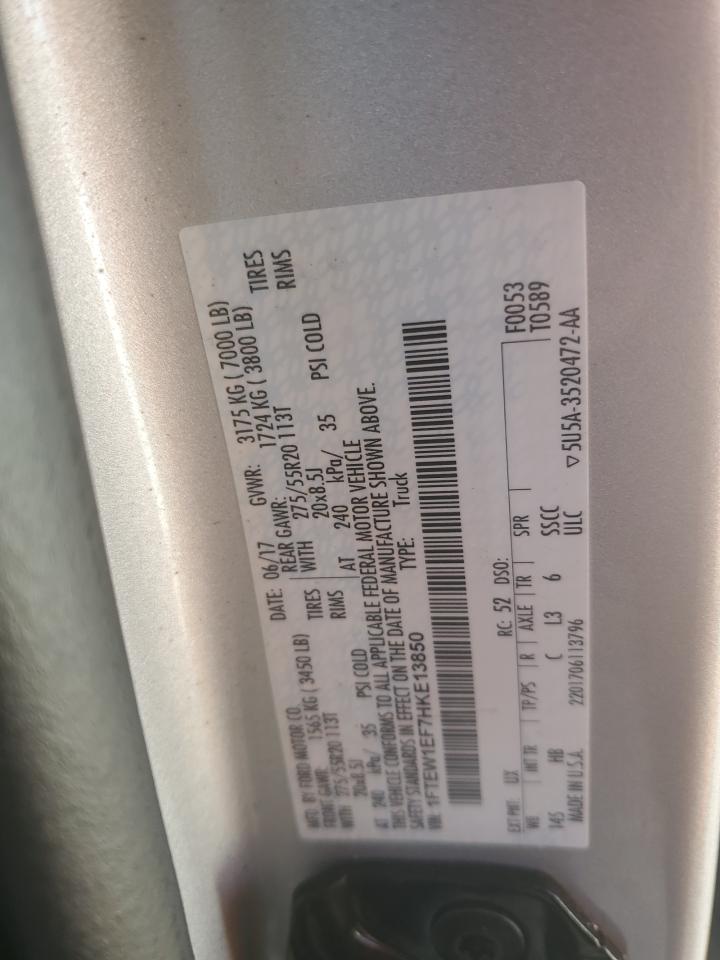 MFD. BY FORD MOTOR CO.
DATE: 06/17 GVWR: 3175 KG ( 7000 LB)
FRONT GAWR: 1565 KG ( 3450 LB)
REAR GAWR: 1724 KG ( 3800 LB)
WITH 275/55R20 113T TIRES
WITH 275/55R20 113T TIRES
20x8.5J RIMS
20x8.5J RIMS
AT 240 kPa/ 35 PSI COLD
AT 240 kPa/ 35 PSI COLD
THIS VEHICLE CONFORMS TO ALL APPLICABLE FEDERAL MOTOR VEHICLE
SAFETY STANDARDS IN EFFECT ON THE DATE OF MANUFACTURE SHOWN ABOVE.
VIN: 1FTEW1EF7HKE13850
TYPE: Truck
F0053
T0589
EXT PNT: UX RC: 52 DSO:
WB INT TR TP/PS R AXLE TR SPR
145 HB C L3 6 SSCC
MADE IN U.S.A. 2201706113796 ULC
▽5U5A-3520472-AA